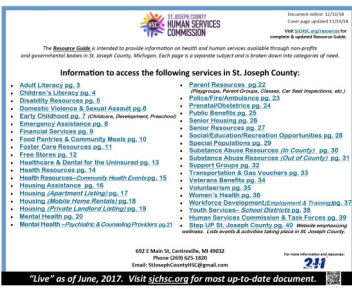 ST. JOSEPH COUNTY
HUMAN SERVICES
COMMISSION
Document edited 12/13/18
Cover page updated 11/19/18
Visit SJCHSC.org/resources for
complete & updated Resource Guide.
The Resource Guide is intended to provide information on health and human services available through non-profits
and governmental bodies in St. Joseph County, Michigan. Each page is a separate subject and is broken down into categories of need.
Information to access the following services in St. Joseph County:
Adult Literacy pg. 3
Children's Literacy pg. 4
Disability Resources pg. 5
Domestic Violence & Sexual Assault pg.6
Early Childhood pg. 7 (Childcare, Development, Preschool)
Emergency Assistance pg. 8
Financial Services pg. 9
Food Pantries & Community Meals pg. 10
Foster Care Resources pg. 11
Free Stores pg. 12
Healthcare & Dental for the Uninsured pg. 13
Health Resources pg. 14
Health Resources– Community Health Events pg. 15
Housing Assistance pg. 16
Housing (Apartment Listing) pg. 17
Housing (Mobile Home Rentals) pg. 18
Housing (Private Landlord Listing) pg. 19
Mental Health pg. 20
Mental Health –Psychiatric & Counseling Providers pg. 21
Parent Resources pg.22
(Playgroups, Parent Groups, Classes, Car Seat Inspections, etc.)
Police/Fire/Ambulance pg. 23
Prenatal/Obstetrics pg. 24
Public Benefits pg. 25
Senior Housing pg. 26
Senior Resources pg. 27
Social/Education/Recreation Opportunities pg. 28
Special Populations pg. 29
Substance Abuse Resources (In County) pg. 30
Substance Abuse Resources (Out of County) pg. 31
Support Groups pg. 32
Transportation & Gas Vouchers pg. 33
Veterans Benefits pg. 34
Volunteerism pg. 35
Women's Health pg. 36
Workforce Development/Employment & Training pg. 37
Youth Services– School Districts pg. 38
Human Services Commission & Task Forces pg. 39
Step UP St. Joseph County pg. 40 Website emphasizing
wellness. Lists events & activities taking place in St. Joseph County.
692 E Main St, Centreville, MI 49032
Phone (269) 625-1820
Email: StJosephCountyHSC@gmail.com
For more information and resources:
211
"Live" as of June, 2017. Visit sjchsc.org for most up-to-date document.